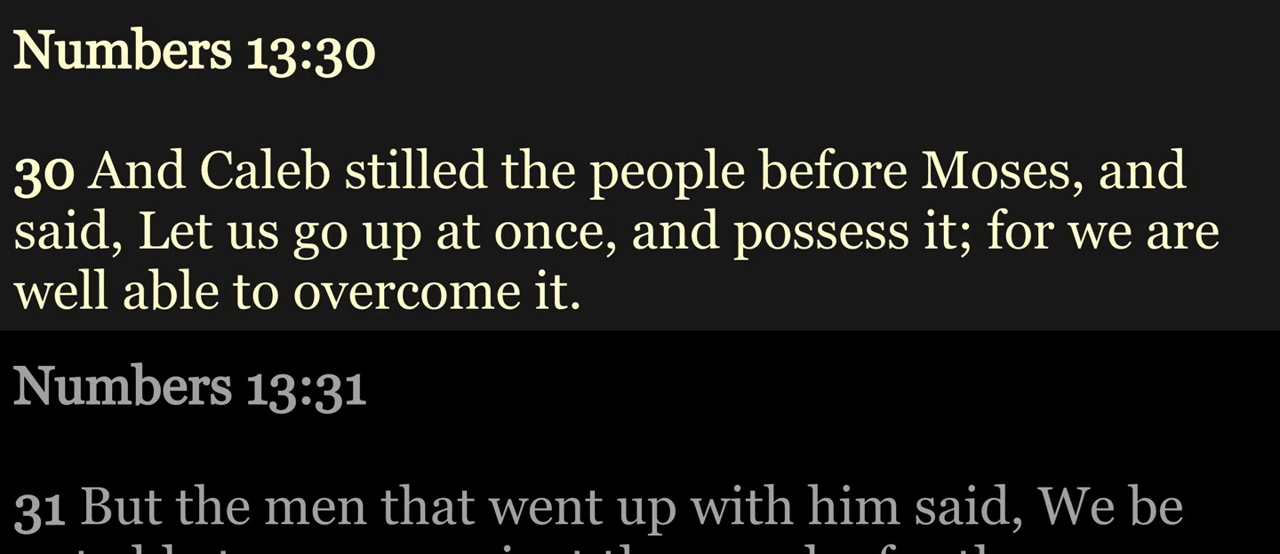 Numbers 13:30
30 And Caleb stilled the people before Moses, and
said, Let us go up at once, and possess it; for we are
well able to overcome it.
Numbers 13:31
31 But the men that went up with him said, We be